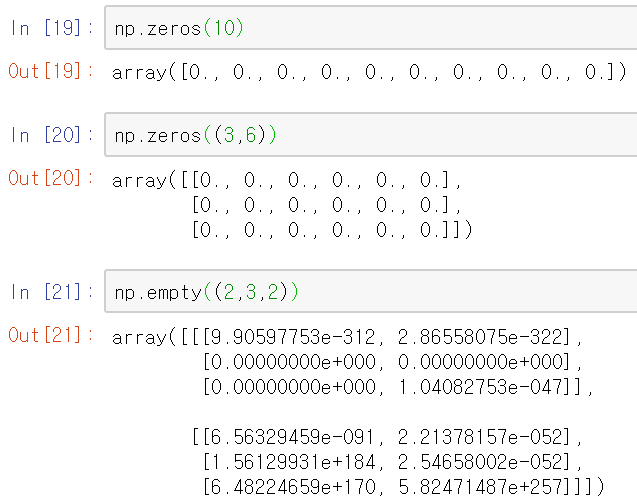 In [19]: np.zeros(10)
Out[19]: array([0., 0., 0., 0., 0., 0., 0., 0., 0., 0.])
In [20]: np.zeros((3,6))
Out[20]: array([[0., 0., 0., 0., 0., 0.],
[0., 0., 0., 0., 0., 0.],
[0., 0., 0., 0., 0., 0.]])
In [21]: np.empty((2,3,2))
Out[21]: array([[[9.90597753e-312, 2.86558075e-322],
[0.00000000e+000, 0.00000000e+000],
[0.00000000e+000, 1.04082753e-047]],
[[6.56329459e-091, 2.21378157e-052],
[1.56129931e+184, 2.54658002e-052],
[6.48224659e+170, 5.82471487e+257]]])